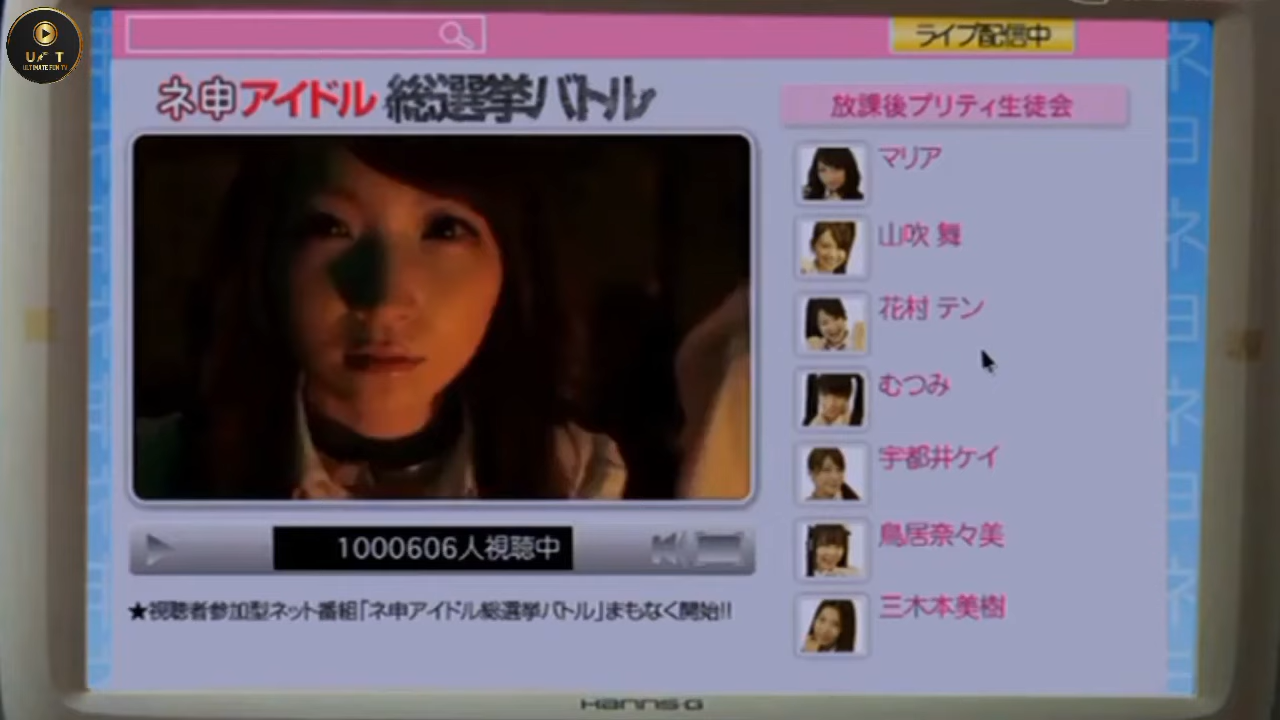 UFT
ULTIMATE FUN TV
ライブ配信中
ネ申アイドル 総選挙バトル
放課後プリティ生徒会
マリア
山吹 舞
花村 テン
むつみ
宇都井ケイ
鳥居奈々美
三木本美樹
1000606人視聴中
★視聴者参加型ネット番組「ネ申アイドル総選挙バトル」まもなく開始!!
HANNS-G